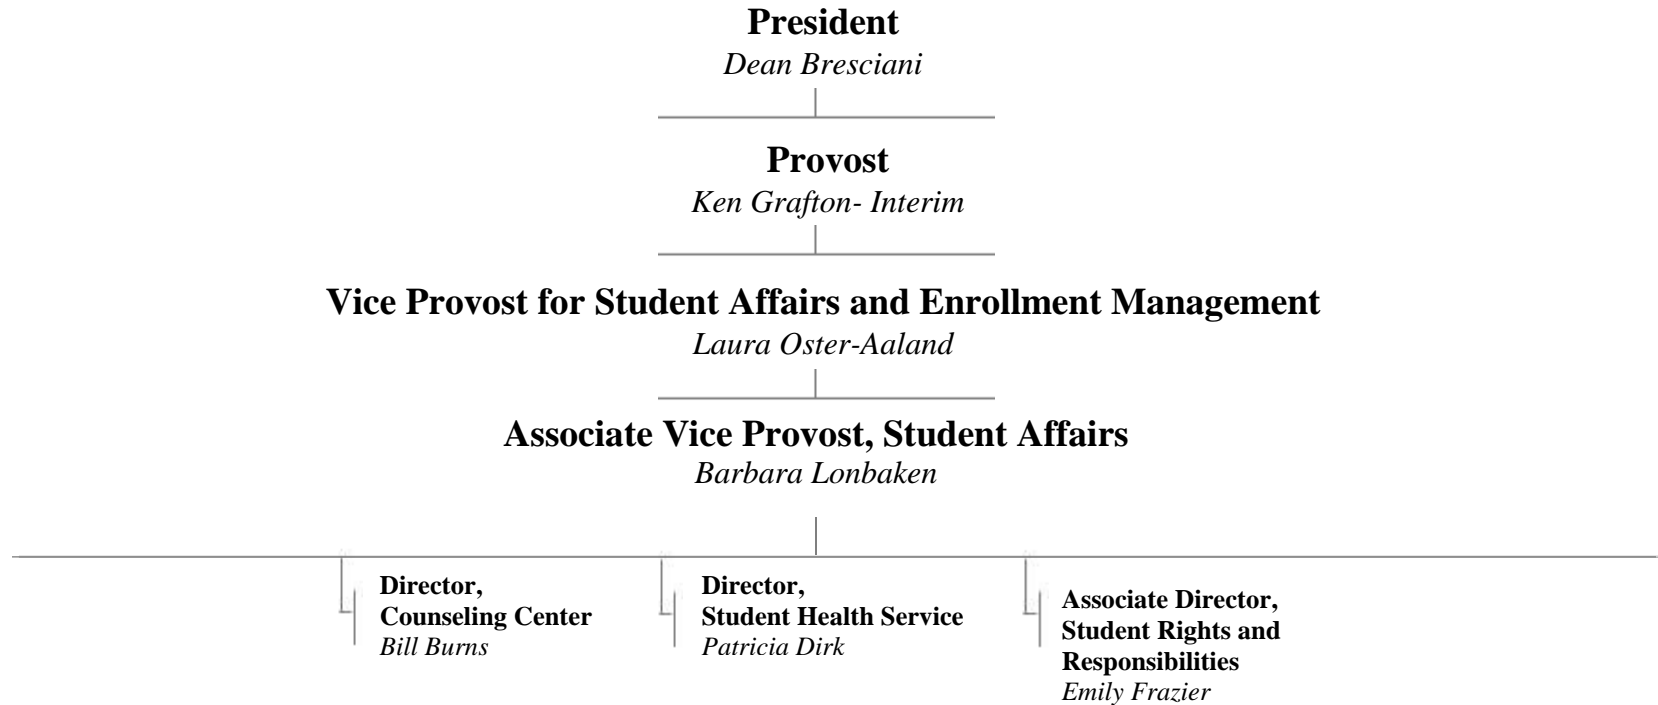 President
Dean Bresciani
Provost
Ken Grafton- Interim
Vice Provost for Student Affairs and Enrollment Management
Laura Oster-Aaland
Associate Vice Provost, Student Affairs
Barbara Lonbaken
Director,
Counseling Center
Bill Burns
Director,
Student Health Service
Patricia Dirk
Associate Director,
Student Rights and
Responsibilities
Emily Frazier